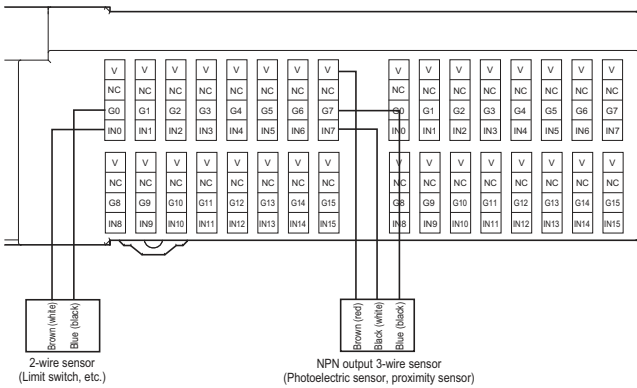 V V V V V V V V V V V V V V V V
NC NC NC NC NC NC NC NC NC NC NC NC NC NC NC NC
G0 G1 G2 G3 G4 G5 G6 G7 G0 G1 G2 G3 G4 G5 G6 G7
IN0 IN1 IN2 IN3 IN4 IN5 IN6 IN7 IN0 IN1 IN2 IN3 IN4 IN5 IN6 IN7
V V V V V V V V V V V V V V V V
NC NC NC NC NC NC NC NC NC NC NC NC NC NC NC NC
G8 G9 G10 G11 G12 G13 G14 G15 G8 G9 G10 G11 G12 G13 G14 G15
IN8 IN9 IN10 IN11 IN12 IN13 IN14 IN15 IN8 IN9 IN10 IN11 IN12 IN13 IN14 IN15
Brown (white)
Blue (black)
Brown (red)
Black (white)
Blue (black)
2-wire sensor
(Limit switch, etc.)
NPN output 3-wire sensor
(Photoelectric sensor, proximity sensor)